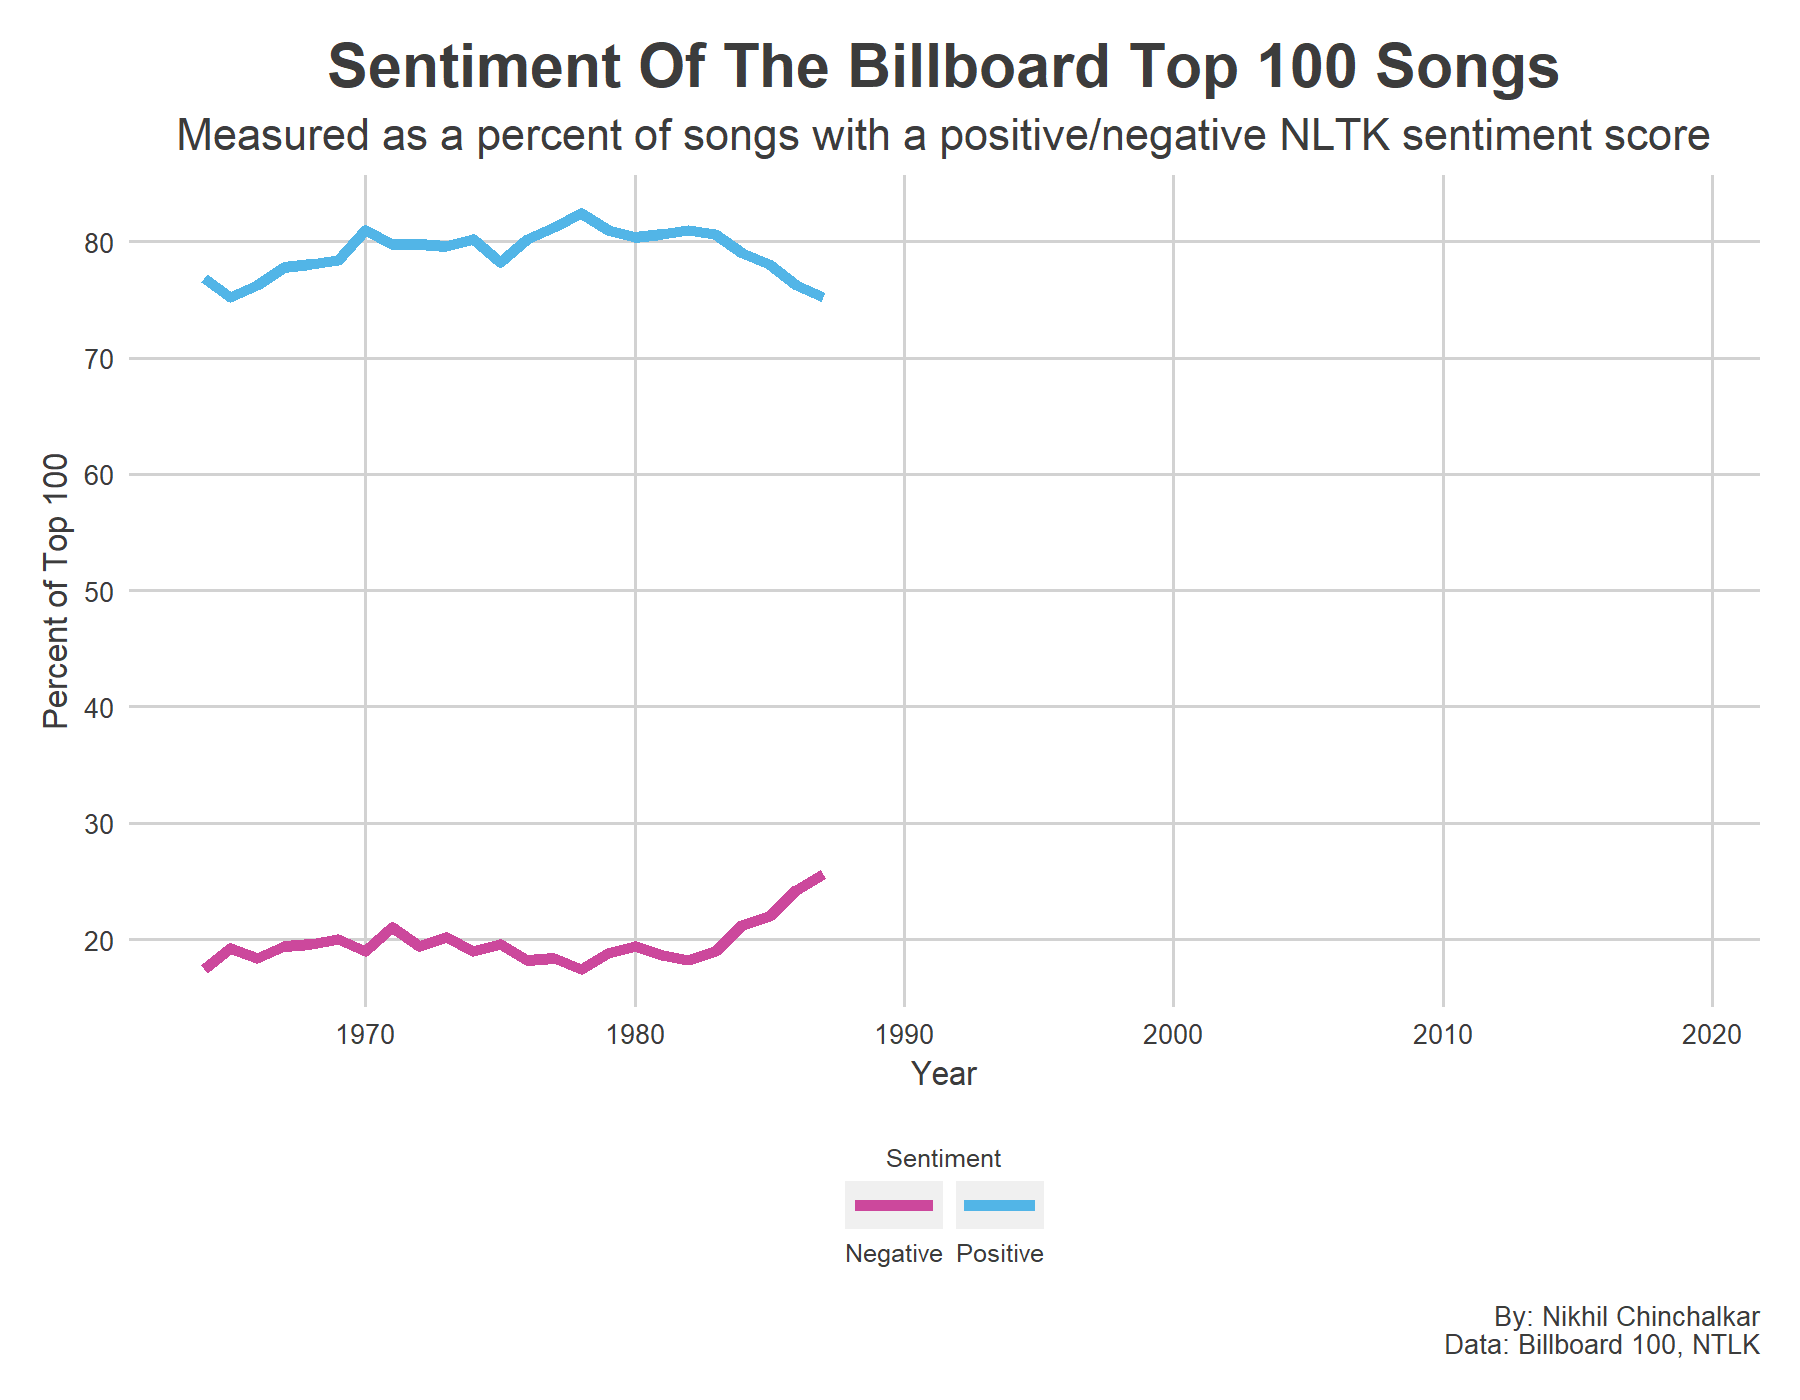 Sentiment Of The Billboard Top 100 Songs
Measured as a percent of songs with a positive/negative NLTK sentiment score
80
70
60
50
40
30
20
Percent of Top 100
1970 1980 1990 2000 2010 2020
Year
Sentiment
Negative Positive
By: Nikhil Chinchalkar
Data: Billboard 100, NTLK